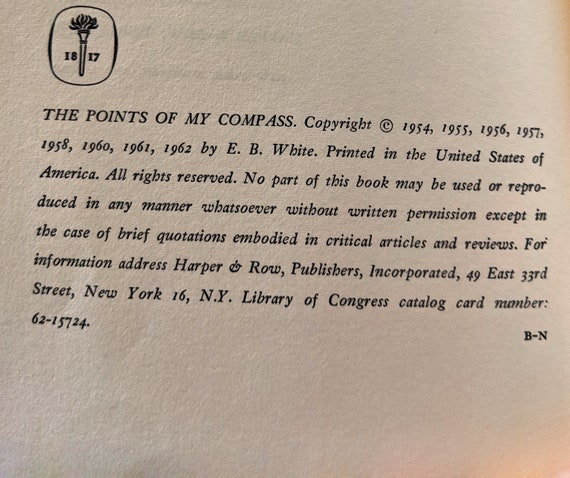 18 17
THE POINTS OF MY COMPASS. Copyright © 1954, 1955, 1956, 1957,
1958, 1960, 1961, 1962 by E. B. White. Printed in the United States of
America. All rights reserved. No part of this book may be used or repro-
duced in any manner whatsoever without written permission except in
the case of brief quotations embodied in critical articles and reviews. For
information address Harper & Row, Publishers, Incorporated, 49 East 33rd
Street, New York 16, N.Y. Library of Congress catalog card number:
62-15724.
B-N